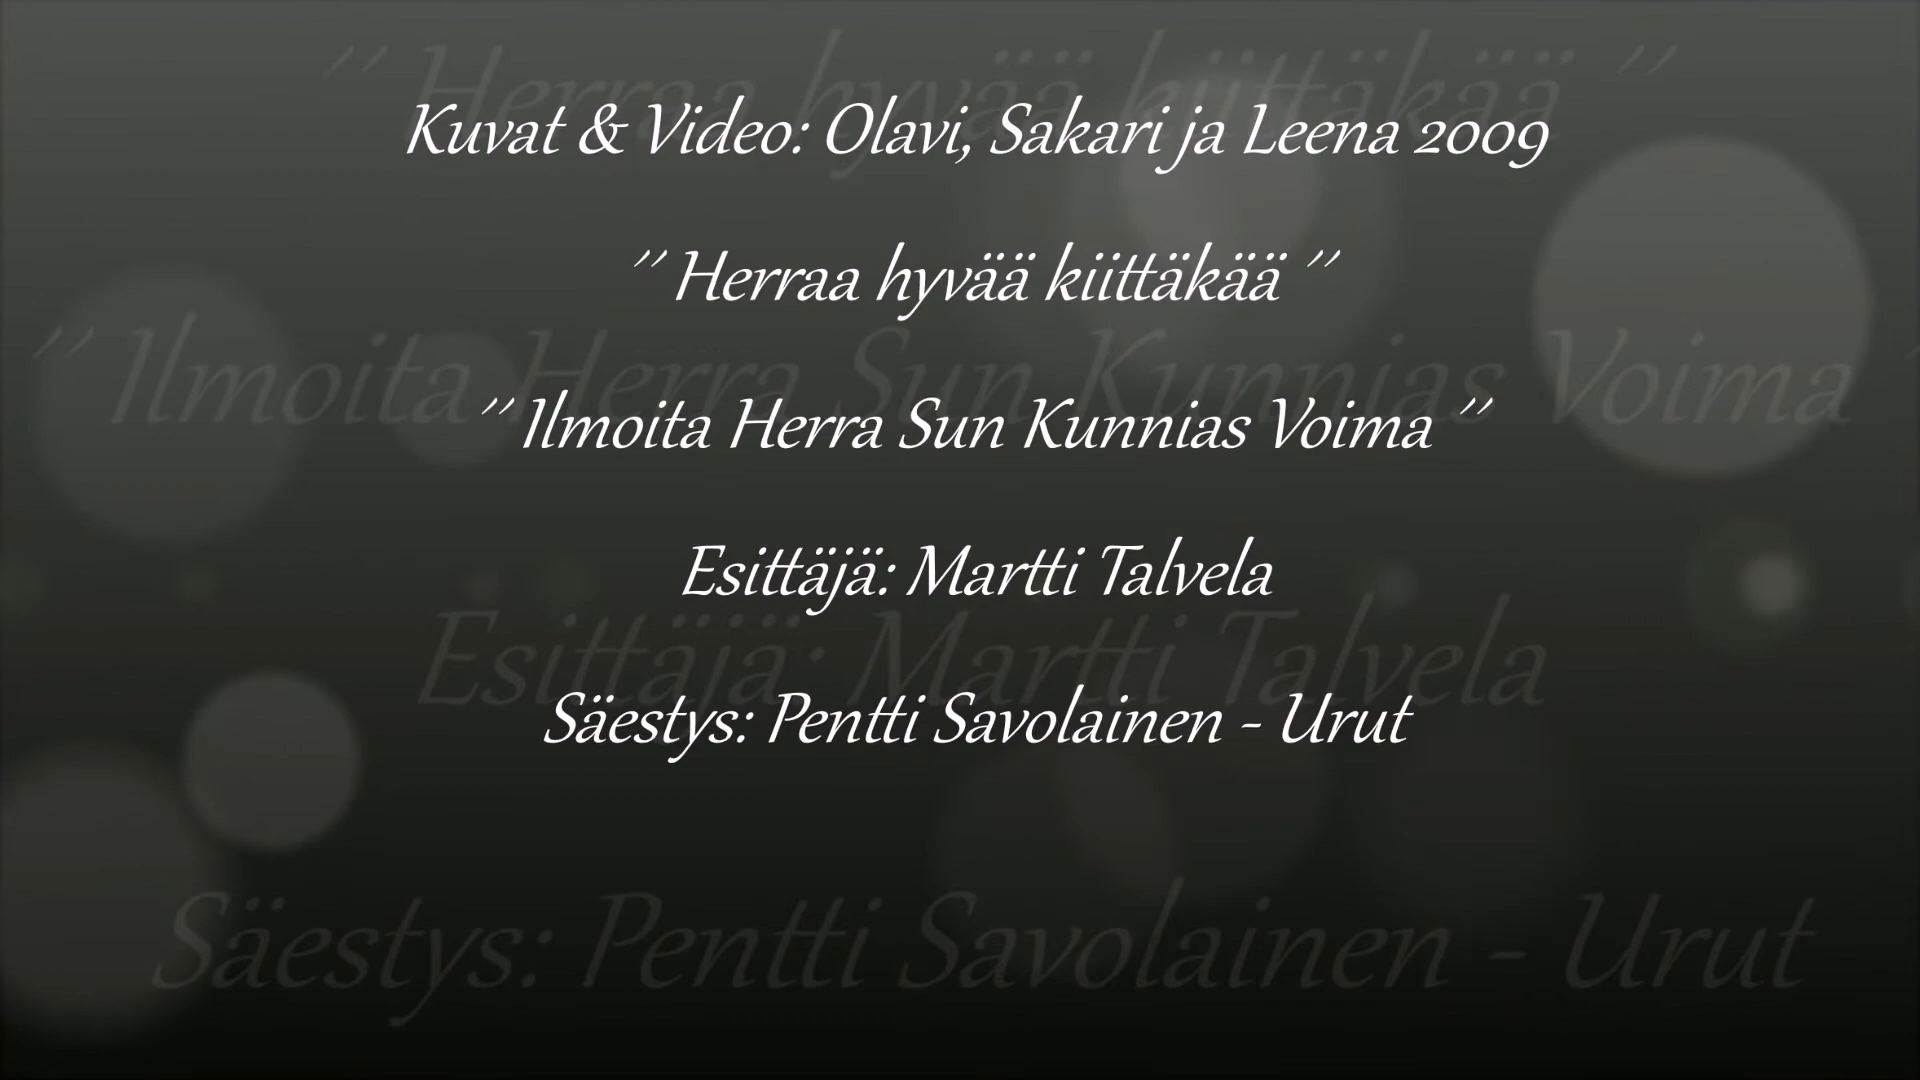 Kuvat & Video: Olavi, Sakari ja Leena 2009
'' Herraa hyvää kiittäkää ''
'' Ilmoita Herra Sun Kunnias Voima ''
Esittäjä: Martti Talvela
Säestys: Pentti Savolainen - Urut